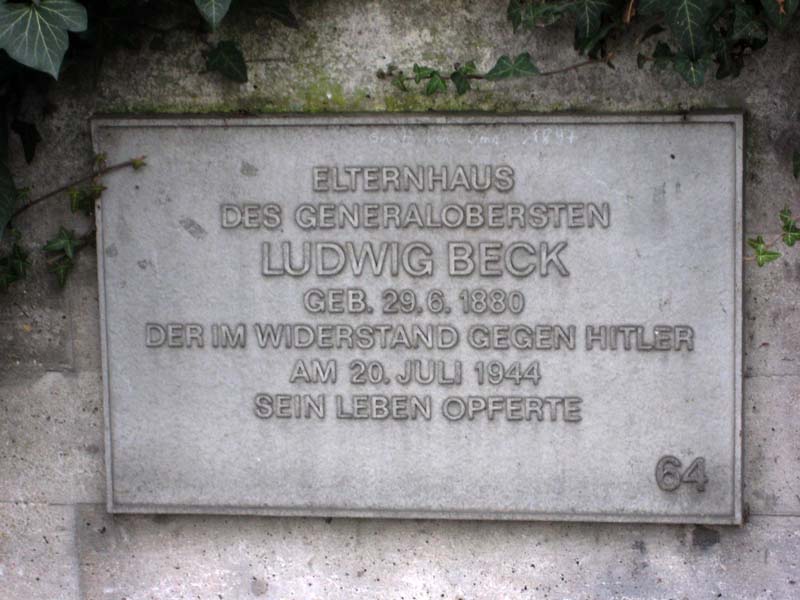 ELTERNHAUS
DES GENERALOBERSTEN
LUDWIG BECK
GEB. 29. 6. 1880
DER IM WIDERSTAND GEGEN HITLER
AM 20. JULI 1944
SEIN LEBEN OPFERTE
64